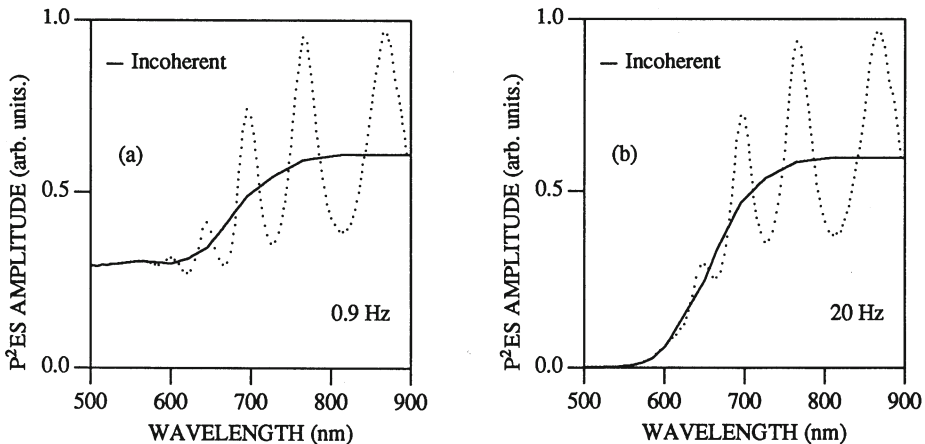 P²ES AMPLITUDE (arb. units.)
1.0
0.5
0.0
Incoherent
(a)
0.9 Hz
500 600 700 800 900
WAVELENGTH (nm)
P²ES AMPLITUDE (arb. units.)
1.0
0.5
0.0
Incoherent
(b)
20 Hz
500 600 700 800 900
WAVELENGTH (nm)